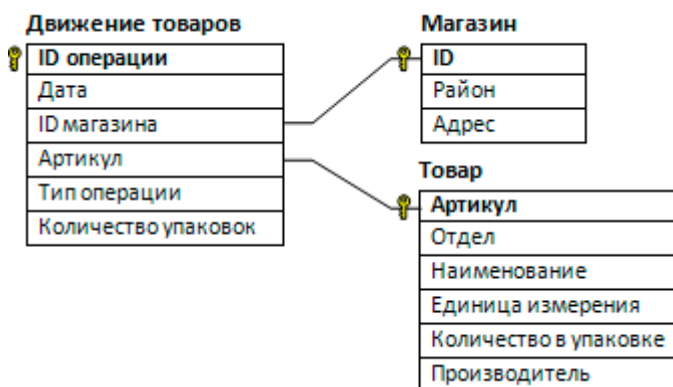 Движение товаров
ID операции
Дата
ID магазина
Артикул
Тип операции
Количество упаковок
Магазин
ID
Район
Адрес
Товар
Артикул
Отдел
Наименование
Единица измерения
Количество в упаковке
Производитель